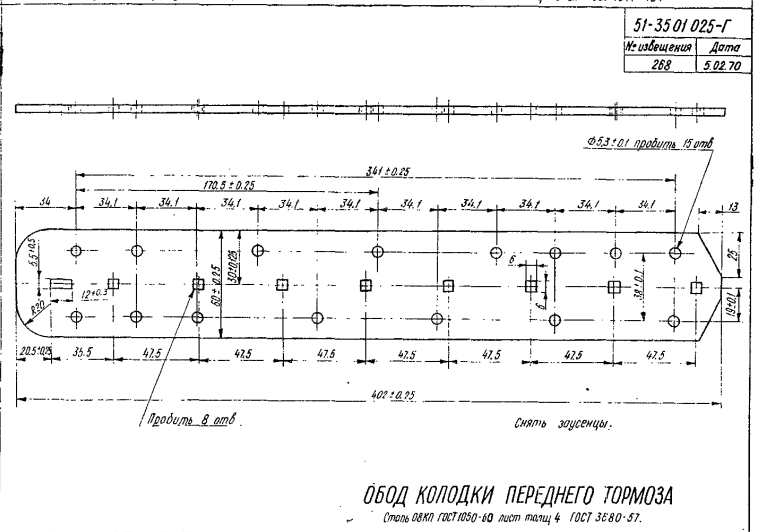 51-3501025-Г
№ извещения Дата
268 5.02.70
Ф5,3±0.1 пробить 15 отв
341±0.25
170.5±0.25
34 34.1 34.1 34.1 34.1 34.1 34.1 34.1 34.1 34.1 34.1 13
5.5±0.5
60±0.25
30±0.25
6
6
38±0.1
25
19±0.1
12±0.3
R20
20.5±0.25 36.5 47.5 47.5 47.5 47.5 47.5 47.5 47.5
402±0.25
Пробить 8 отв.
Снять заусенцы.
ОБОД КОЛОДКИ ПЕРЕДНЕГО ТОРМОЗА
Сталь 08КП ГОСТ 1050-60 лист толщ 4 ГОСТ 3680-57.